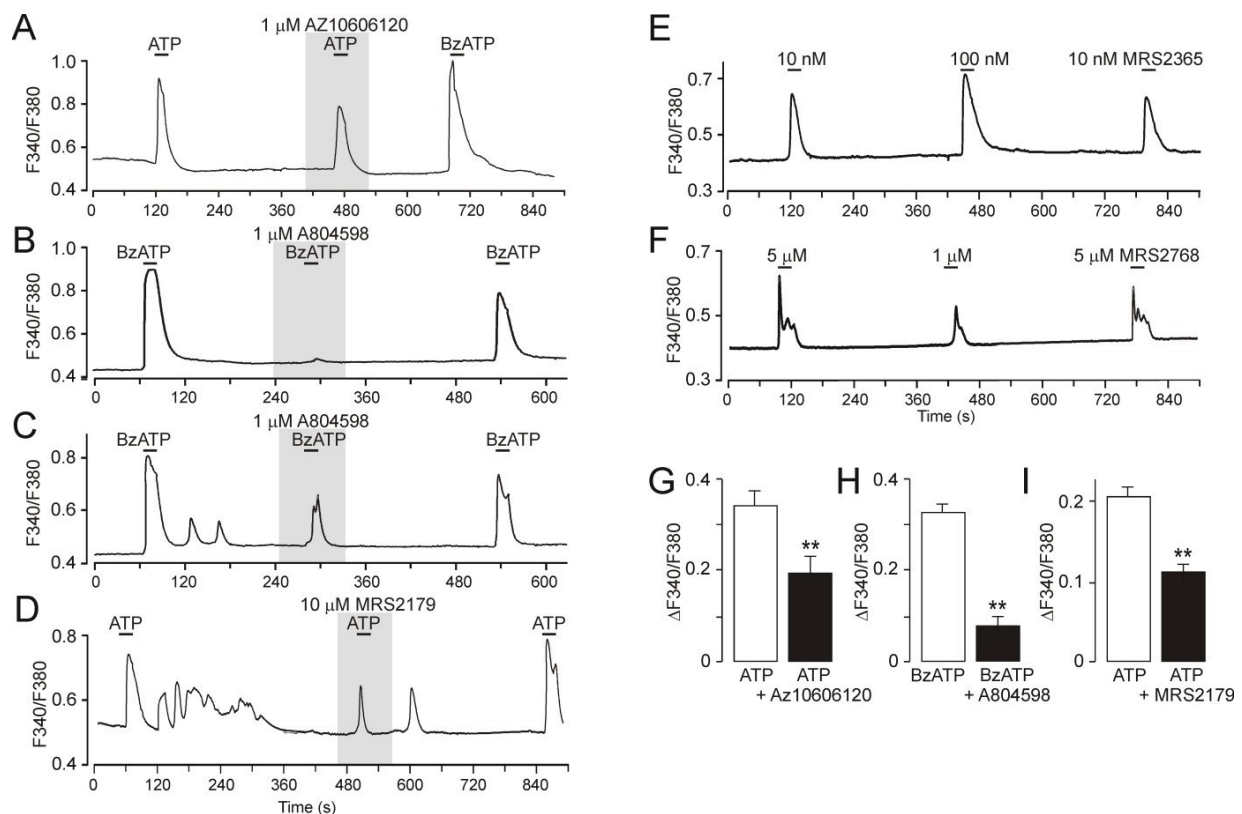 A
1 μM AZ10606120
ATP ATP BzATP
F340/F380
1.0
0.8
0.6
0.4
0 120 240 360 480 600 720 840
B
1 μM A804598
BzATP BzATP BzATP
F340/F380
1.0
0.8
0.6
0.4
0 120 240 360 480 600
C
1 μM A804598
BzATP BzATP BzATP
F340/F380
0.8
0.6
0.4
0 120 240 360 480 600
D
10 μM MRS2179
ATP ATP ATP
F340/F380
0.8
0.6
0.4
0 120 240 360 480 600 720 840
Time (s)
E
10 nM 100 nM 10 nM MRS2365
F340/F380
0.7
0.5
0.3
0 120 240 360 480 600 720 840
F
5 μM 1 μM 5 μM MRS2768
F340/F380
0.7
0.5
0.3
0 120 240 360 480 600 720 840
Time (s)
G
ΔF340/F380
0.4
0.2
0
**
ATP ATP
+ Az10606120
H
ΔF340/F380
0.4
0.2
0
**
BzATP BzATP
+ A804598
I
ΔF340/F380
0.2
0.1
0
**
ATP ATP
+ MRS2179